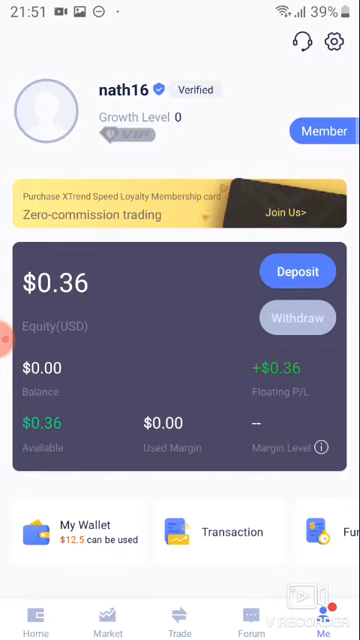 21:51
39%
nath16
Verified
Growth Level 0
VIP
Member
Purchase XTrend Speed Loyalty Membership card
Zero-commission trading
Join Us>
$0.36
Deposit
Equity(USD)
Withdraw
$0.00
+$0.36
Balance
Floating P/L
$0.36
$0.00
--
Available
Used Margin
Margin Level
My Wallet
$12.5 can be used
Transaction
Fur
V RECORDER
Home
Market
Trade
Forum
Me